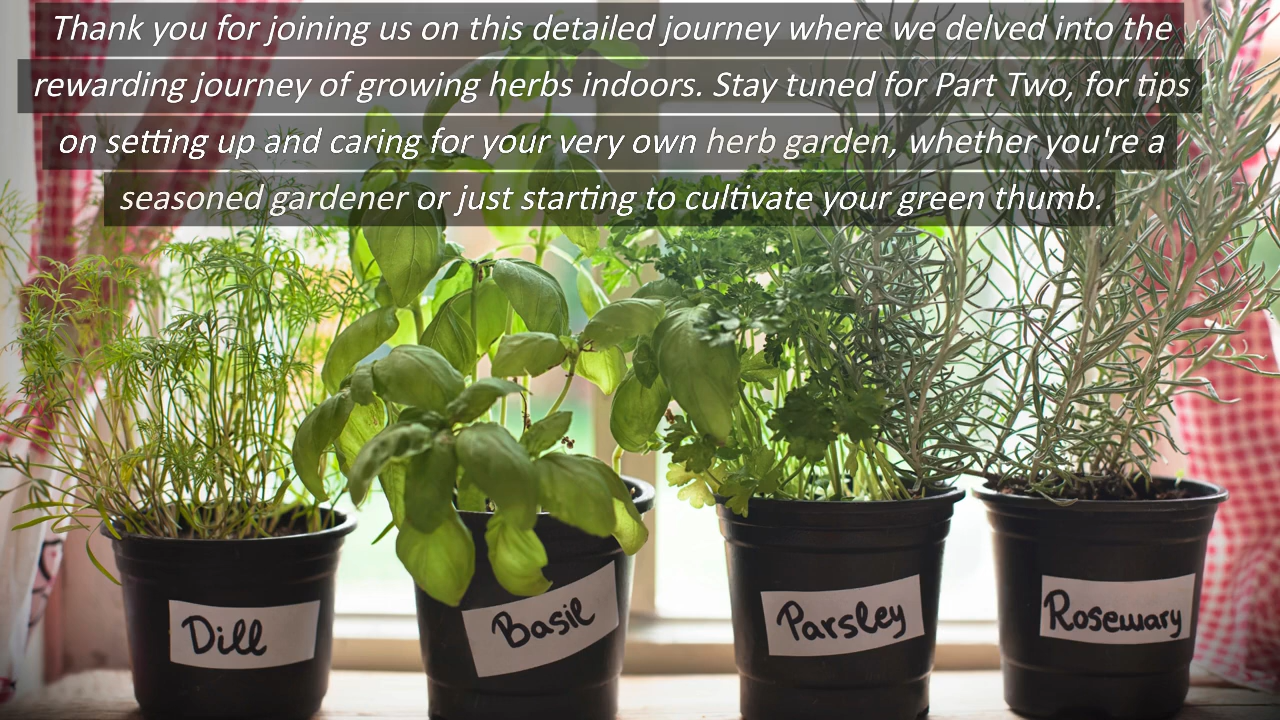 Thank you for joining us on this detailed journey where we delved into the
rewarding journey of growing herbs indoors. Stay tuned for Part Two, for tips
on setting up and caring for your very own herb garden, whether you're a
seasoned gardener or just starting to cultivate your green thumb.
Dill
Basil
Parsley
Rosemary